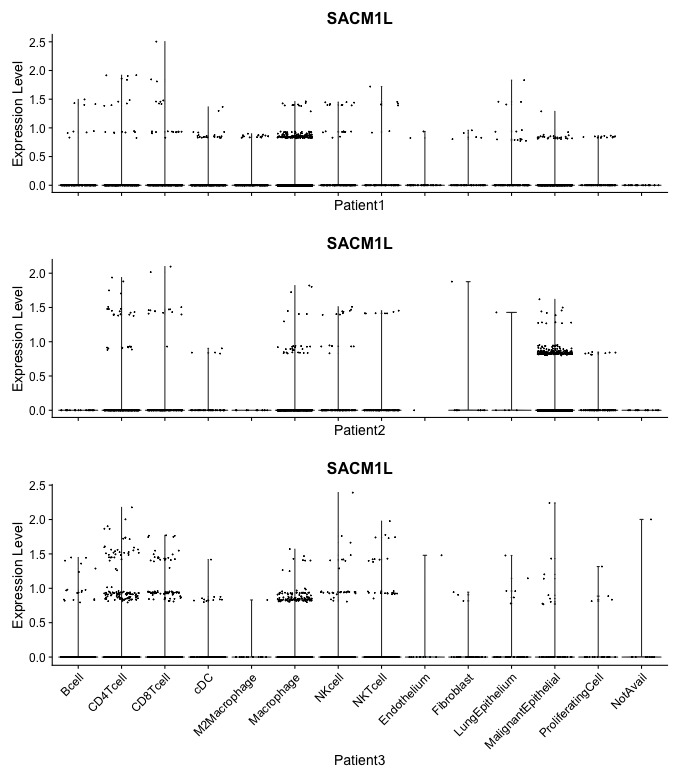 SACM1L
Expression Level
2.5
2.0
1.5
1.0
0.5
0.0
Patient1
SACM1L
Expression Level
2.0
1.5
1.0
0.5
0.0
Patient2
SACM1L
Expression Level
2.5
2.0
1.5
1.0
0.5
0.0
Bcell
CD4Tcell
CD8Tcell
cDC
M2Macrophage
Macrophage
NKcell
NKTcell
Endothelium
Fibroblast
LungEpithelium
MalignantEpithelial
ProliferatingCell
NotAvail
Patient3